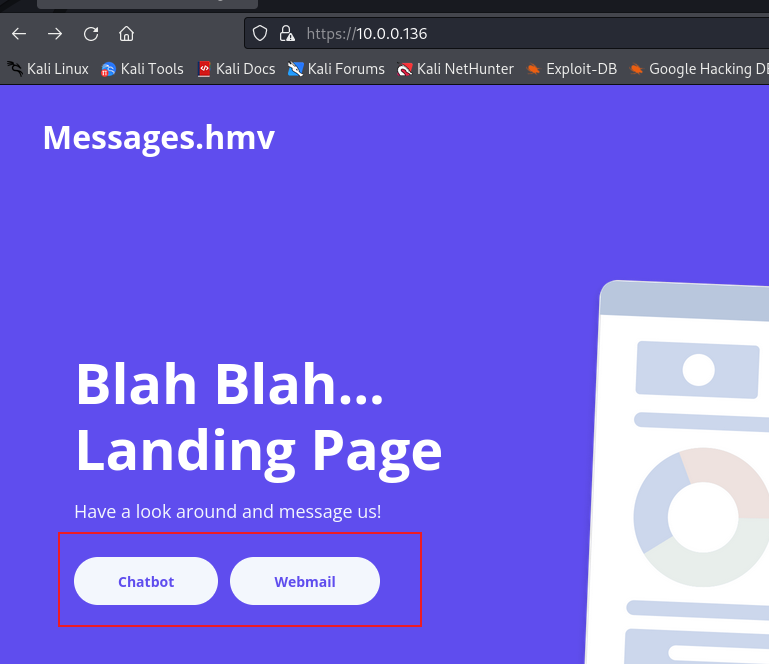 https://10.0.0.136
Kali Linux Kali Tools Kali Docs Kali Forums Kali NetHunter Exploit-DB Google Hacking
Messages.hmv
Blah Blah...
Landing Page
Have a look around and message us!
Chatbot Webmail